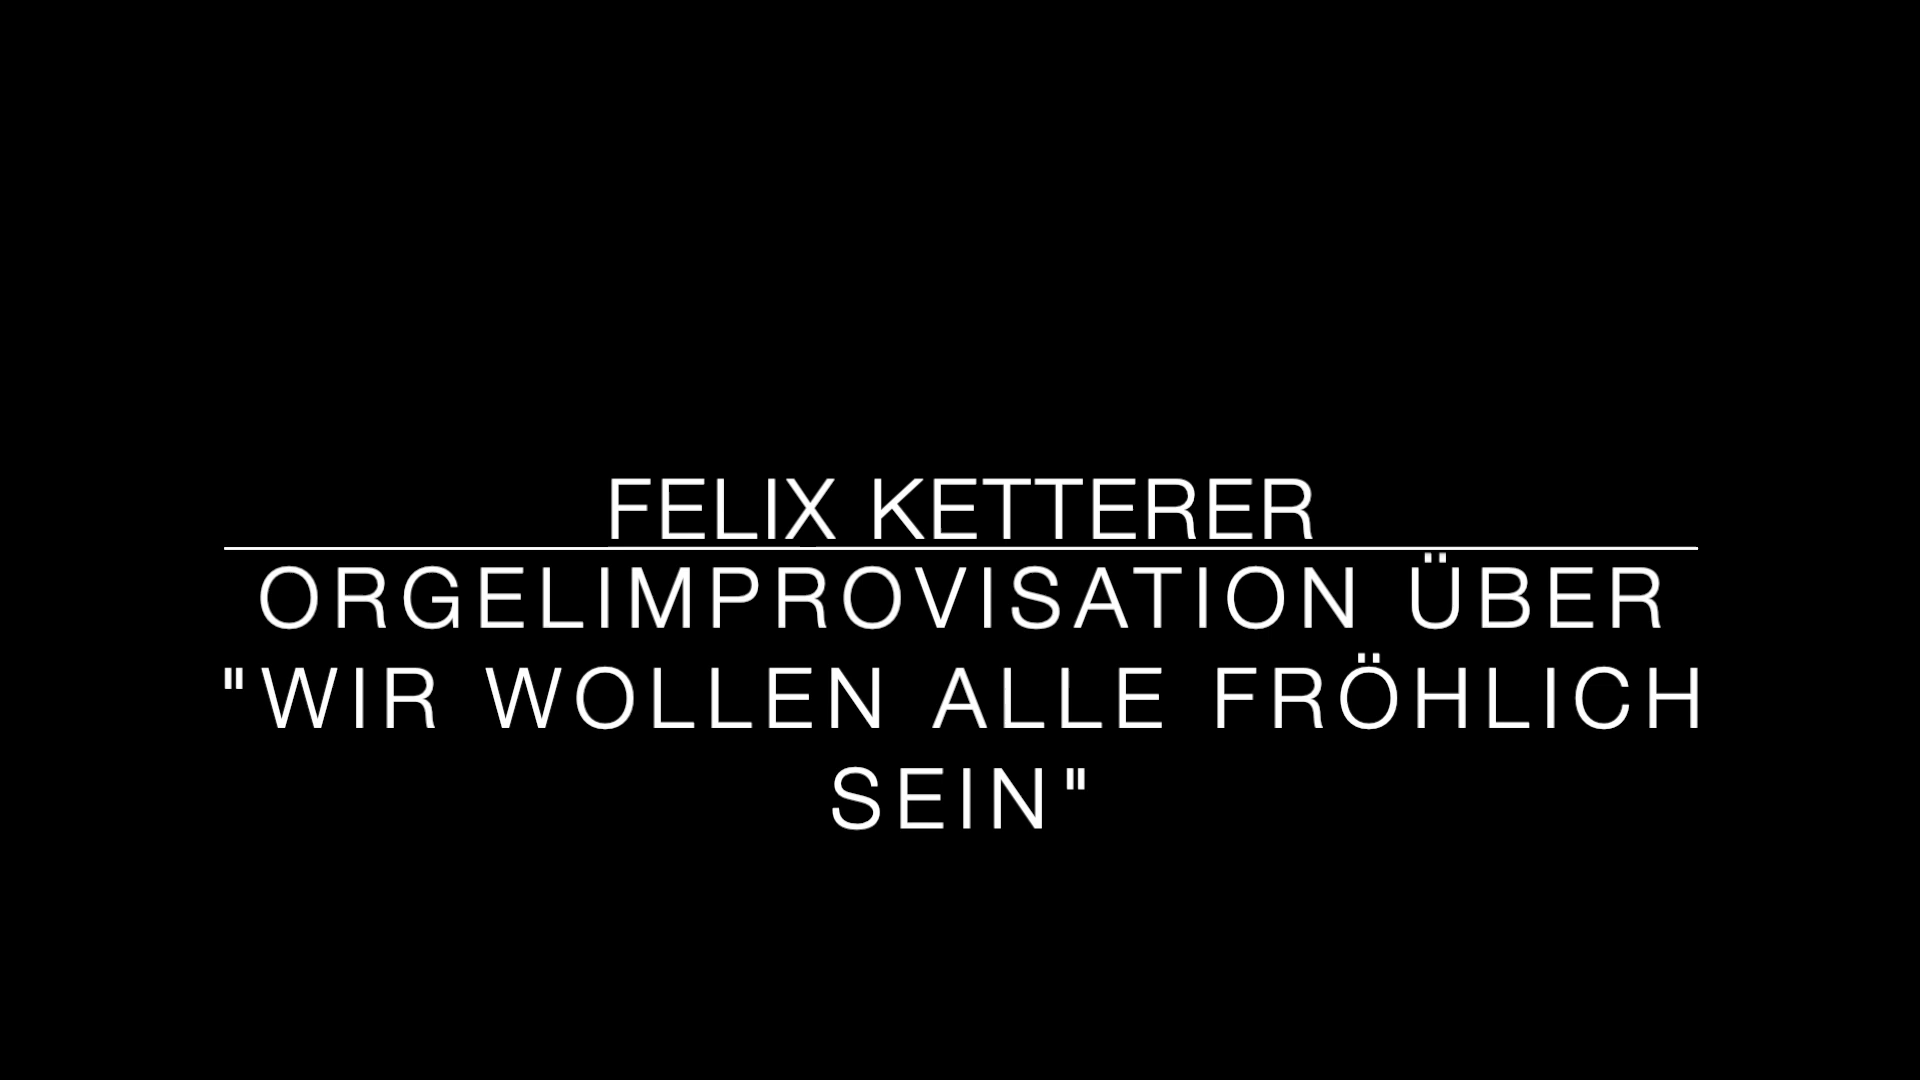 FELIX KETTERER
ORGELIMPROVISATION ÜBER
"WIR WOLLEN ALLE FRÖHLICH
SEIN"